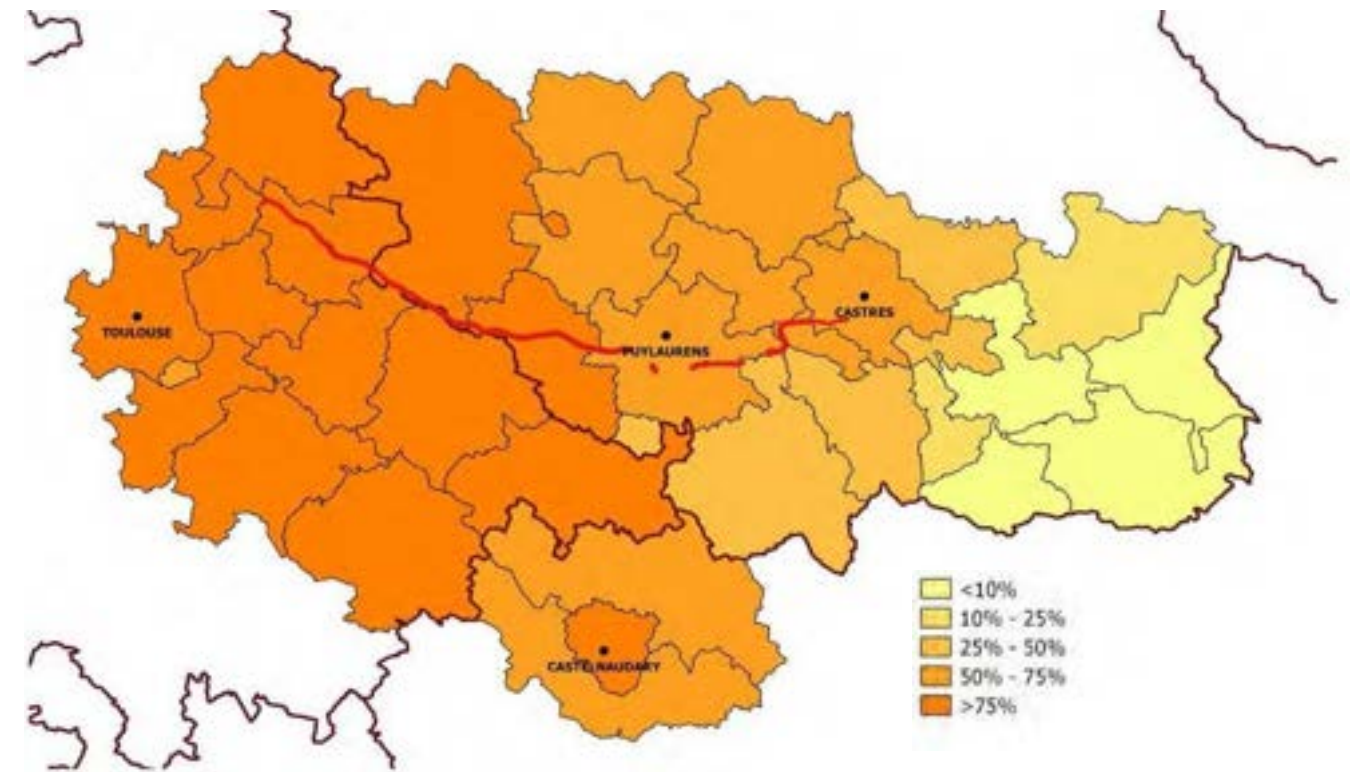 CASTRES
TOULOUSE
PUYLAURENS
<10%
10% - 25%
25% - 50%
50% - 75%
>75%
CASTELNAUDARY